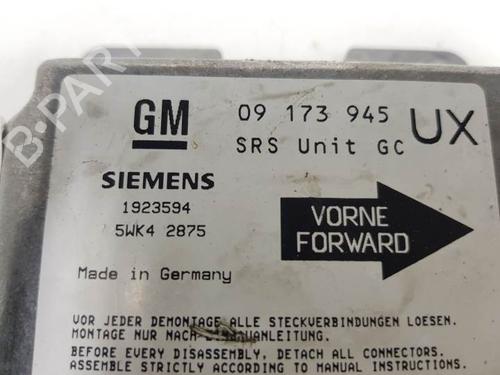 GM
09 173 945 UX
SRS Unit GC
SIEMENS
1923594
5WK4 2875
VORNE
FORWARD
Made in Germany
VOR JEDER DEMONTAGE ALLE STECKVERBINDUNGEN LOESEN.
MONTAGE NUR NACH
BEFORE EVERY DISASSEMBLY, DETACH ALL CONNECTORS.
ASSEMBLE STRICTLY ACCORDING TO MANUAL INSTRUCTIONS.
B-PARTS